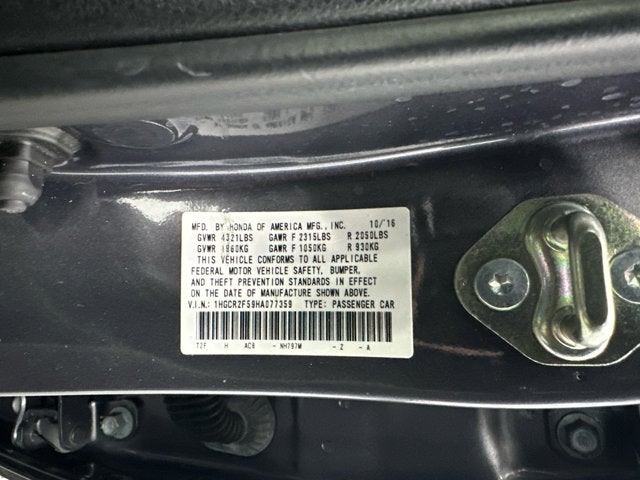 MFD. BY HONDA OF AMERICA MFG., INC. 10/16
GVWR 4321LBS GAWR F 2315LBS R 2050LBS
GVWR 1960KG GAWR F 1050KG R 930KG
THIS VEHICLE CONFORMS TO ALL APPLICABLE
FEDERAL MOTOR VEHICLE SAFETY, BUMPER,
AND THEFT PREVENTION STANDARDS IN EFFECT
ON THE DATE OF MANUFACTURE SHOWN ABOVE.
V.I.N.: 1HGCR2F59HA077359 TYPE: PASSENGER CAR
T2F H AC8 - NH797M - Z - A